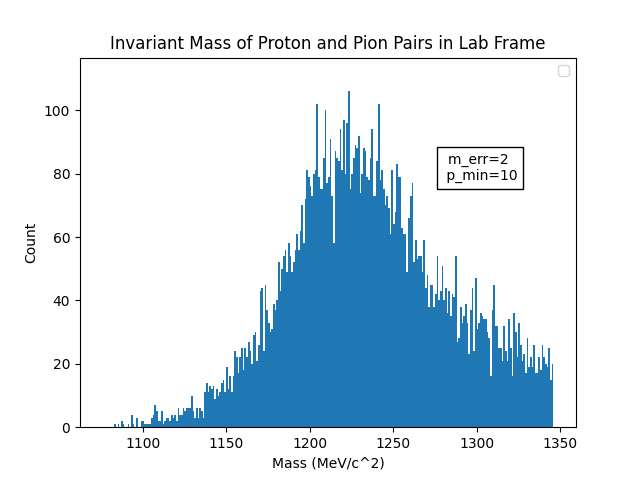 Invariant Mass of Proton and Pion Pairs in Lab Frame
100
80
60
40
20
0
Count
m_err=2
p_min=10
1100 1150 1200 1250 1300 1350
Mass (MeV/c^2)